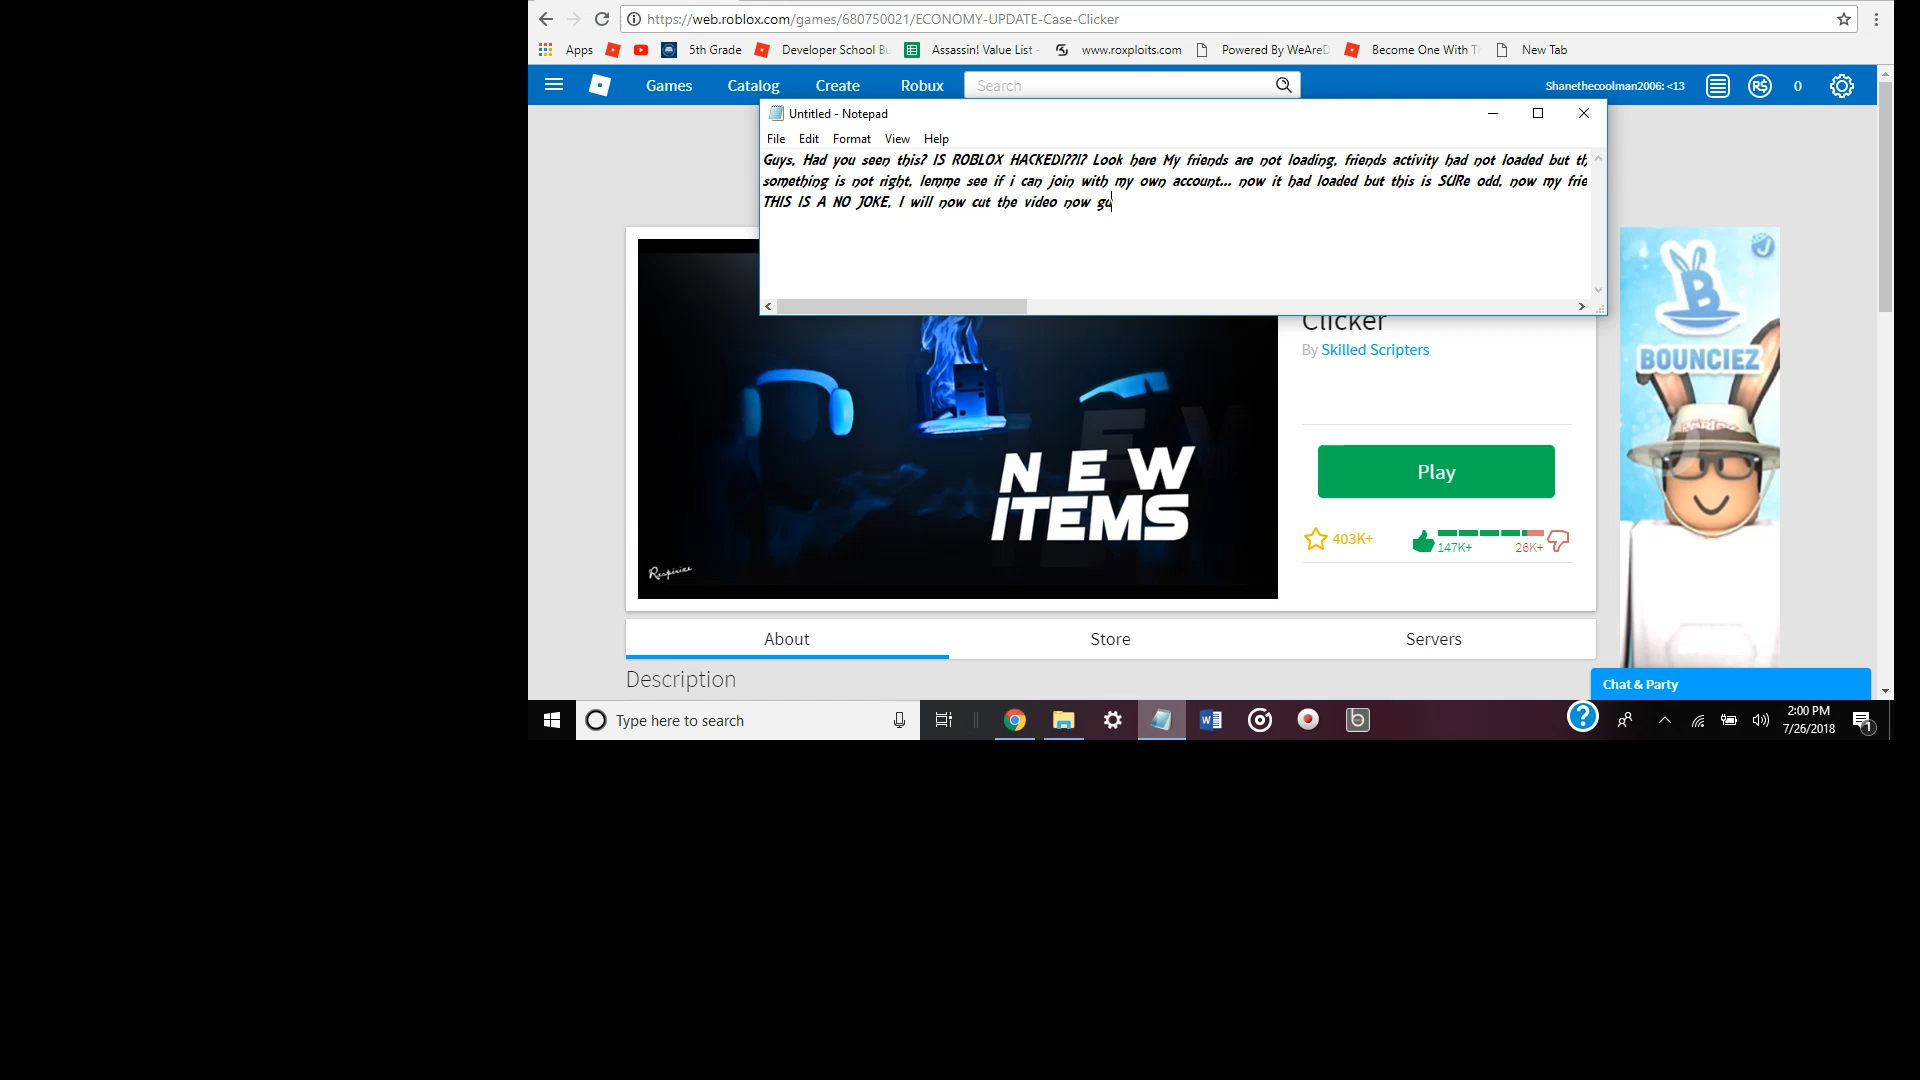 https://web.roblox.com/games/680750021/ECONOMY-UPDATE-Case-Clicker
Apps 5th Grade Developer School Bu Assassin! Value List - www.roxploits.com Powered By WeAreD Become One With Th New Tab
Games Catalog Create Robux Search Shanethecoolman2006: <13 R$ 0
Untitled - Notepad
File Edit Format View Help
Guys, Had you seen this? IS ROBLOX HACKED!??!? Look here My friends are not loading, friends activity had not loaded but th
something is not right, lemme see if i can join with my own account... now it had loaded but this is SURe odd, now my frie
THIS IS A NO JOKE, I will now cut the video now gu
Clicker
By Skilled Scripters
NEW
ITEMS
Play
403K+ 147K+ 26K+
B
BOUNCIEZ
ROBLOX
About Store Servers
Description
Chat & Party
Type here to search
2:00 PM
7/26/2018
1